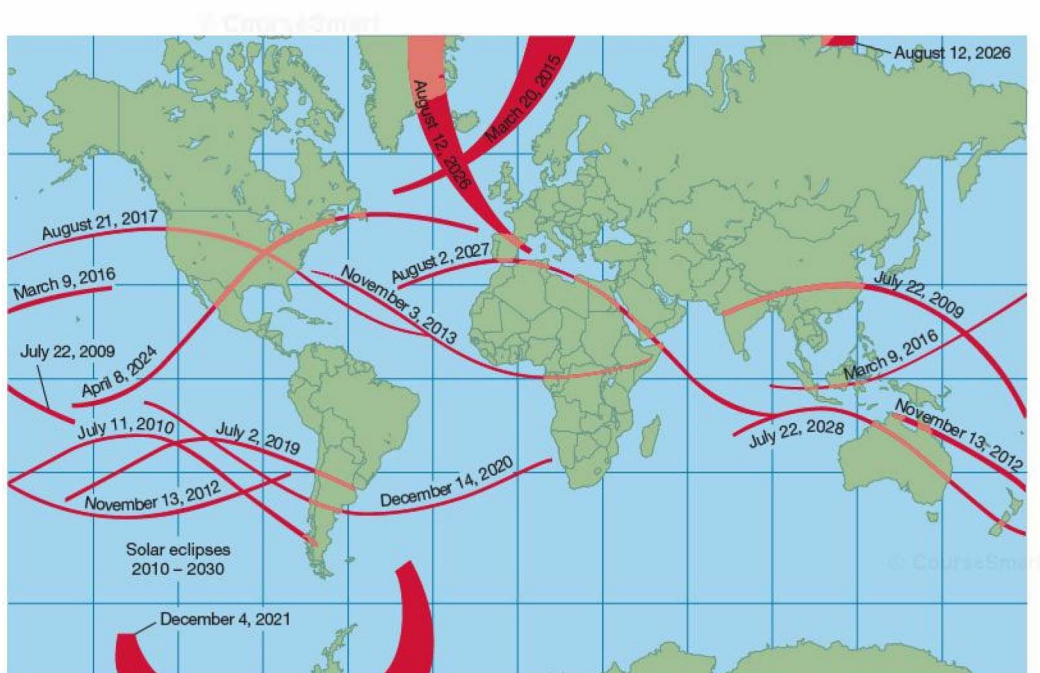 © CourseSmart
August 12, 2026
March 20, 2015
August 12, 2026
August 21, 2017
August 2, 2027
March 9, 2016
November 3, 2013
July 22, 2009
July 22, 2009
March 9, 2016
April 8, 2024
July 11, 2010
July 2, 2019
July 22, 2028
November 13, 2012
December 14, 2020
November 13, 2012
Solar eclipses
2010 – 2030
© CourseSmart
December 4, 2021